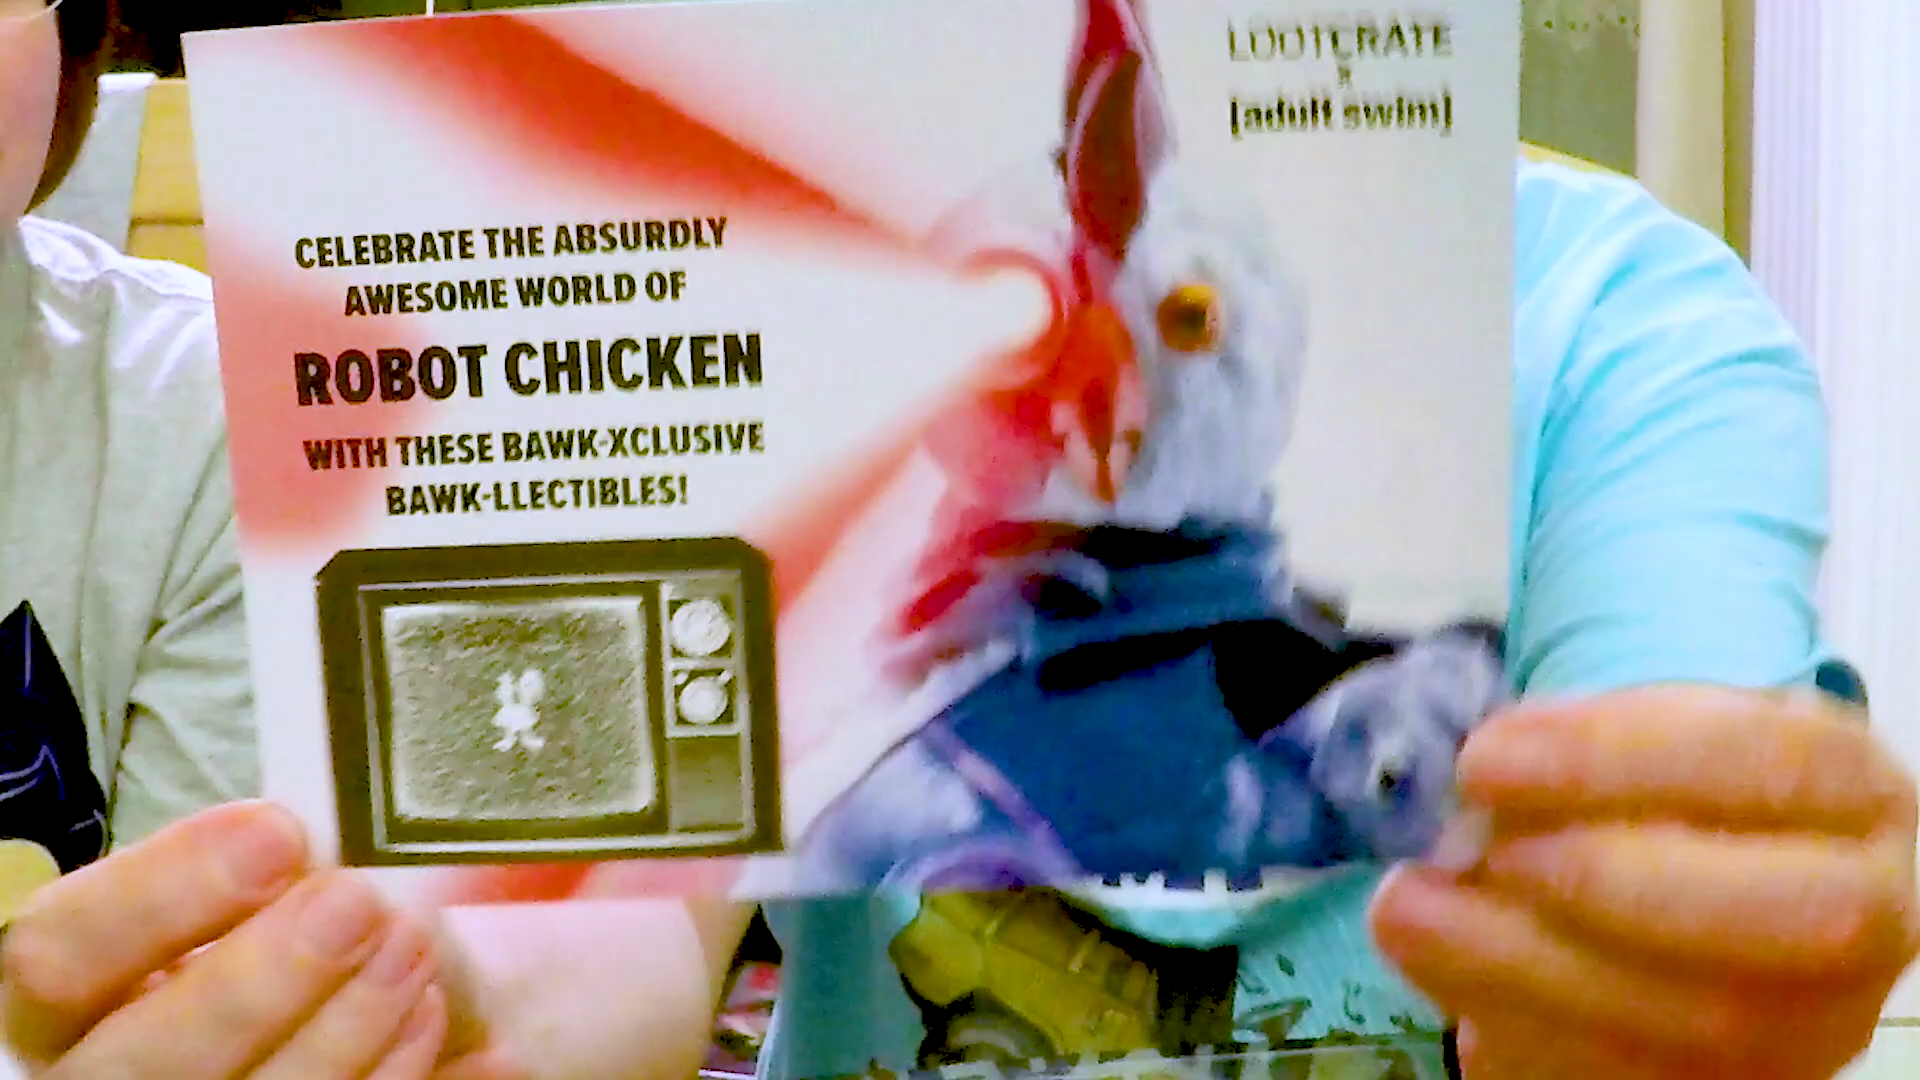 LOOTCRATE
x
[adult swim]
CELEBRATE THE ABSURDLY
AWESOME WORLD OF
ROBOT CHICKEN
WITH THESE BAWK-XCLUSIVE
BAWK-LLECTIBLES!